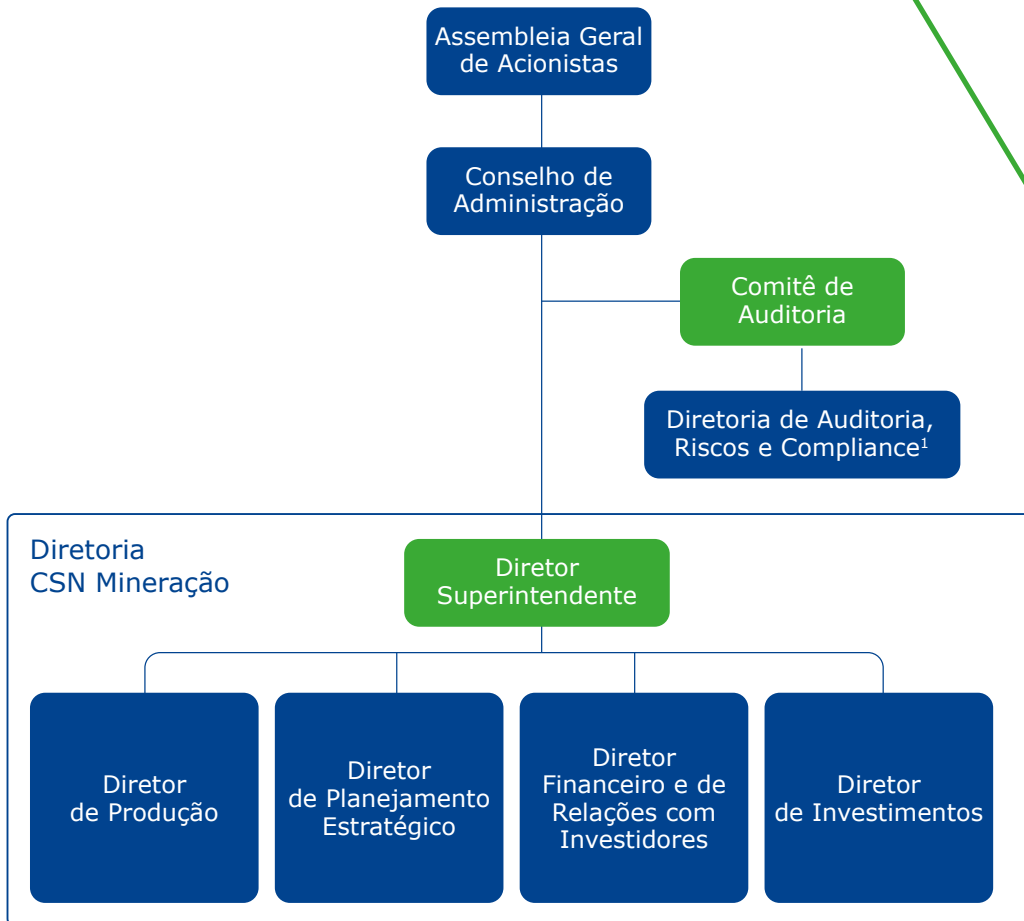 Assembleia Geral
de Acionistas
Conselho de
Administração
Comitê de
Auditoria
Diretoria de Auditoria,
Riscos e Compliance¹
Diretoria
CSN Mineração
Diretor
Superintendente
Diretor
de Produção
Diretor
de Planejamento
Estratégico
Diretor
Financeiro e de
Relações com
Investidores
Diretor
de Investimentos